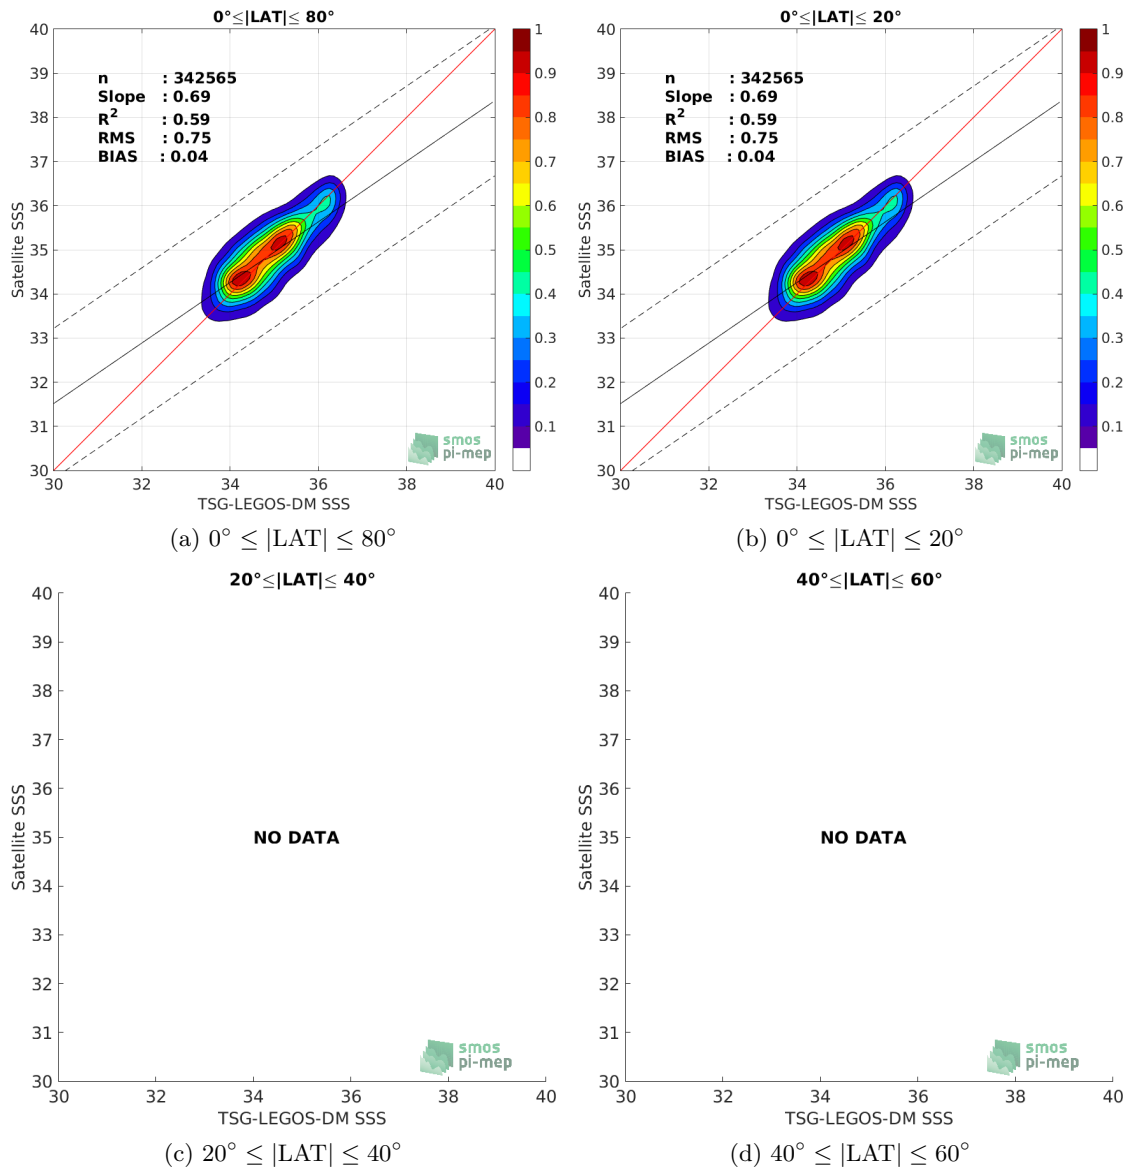 0°≤|LAT|≤ 80°
40
39
38
37
36
35
34
33
32
31
30
Satellite SSS
n : 342565
Slope : 0.69
R² : 0.59
RMS : 0.75
BIAS : 0.04
smos
pi-mep
30 32 34 36 38 40
TSG-LEGOS-DM SSS
1
0.9
0.8
0.7
0.6
0.5
0.4
0.3
0.2
0.1
(a) 0° ≤ |LAT| ≤ 80°
0°≤|LAT|≤ 20°
40
39
38
37
36
35
34
33
32
31
30
Satellite SSS
n : 342565
Slope : 0.69
R² : 0.59
RMS : 0.75
BIAS : 0.04
smos
pi-mep
30 32 34 36 38 40
TSG-LEGOS-DM SSS
1
0.9
0.8
0.7
0.6
0.5
0.4
0.3
0.2
0.1
(b) 0° ≤ |LAT| ≤ 20°
20°≤|LAT|≤ 40°
40
39
38
37
36
35
34
33
32
31
30
Satellite SSS
NO DATA
smos
pi-mep
30 32 34 36 38 40
TSG-LEGOS-DM SSS
(c) 20° ≤ |LAT| ≤ 40°
40°≤|LAT|≤ 60°
40
39
38
37
36
35
34
33
32
31
30
Satellite SSS
NO DATA
smos
pi-mep
30 32 34 36 38 40
TSG-LEGOS-DM SSS
(d) 40° ≤ |LAT| ≤ 60°